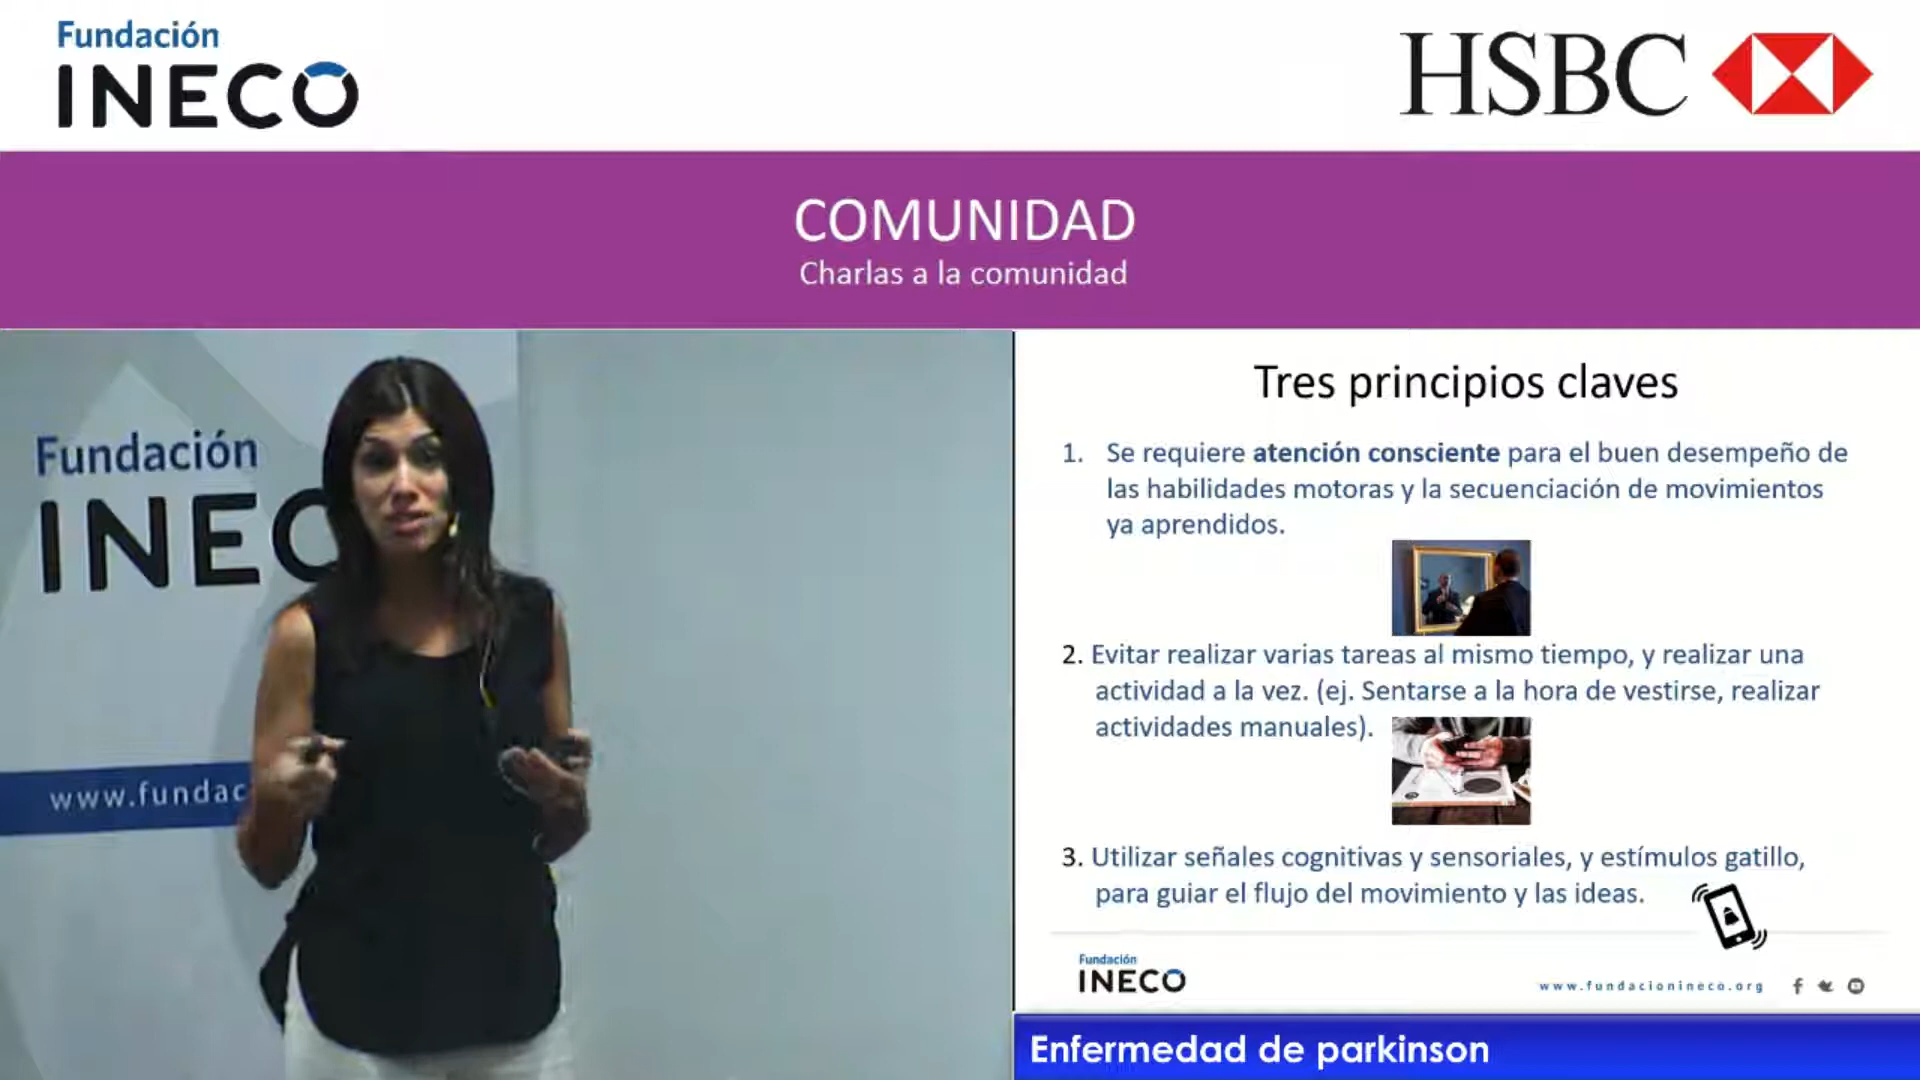 Fundación
INECO
HSBC
COMUNIDAD
Charlas a la comunidad
Fundación
INEC
www.fundac
Tres principios claves
1. Se requiere atención consciente para el buen desempeño de
las habilidades motoras y la secuenciación de movimientos
ya aprendidos.
2. Evitar realizar varias tareas al mismo tiempo, y realizar una
actividad a la vez. (ej. Sentarse a la hora de vestirse, realizar
actividades manuales).
3. Utilizar señales cognitivas y sensoriales, y estímulos gatillo,
para guiar el flujo del movimiento y las ideas.
Fundación
INECO
www.fundacionineco.org
Enfermedad de parkinson